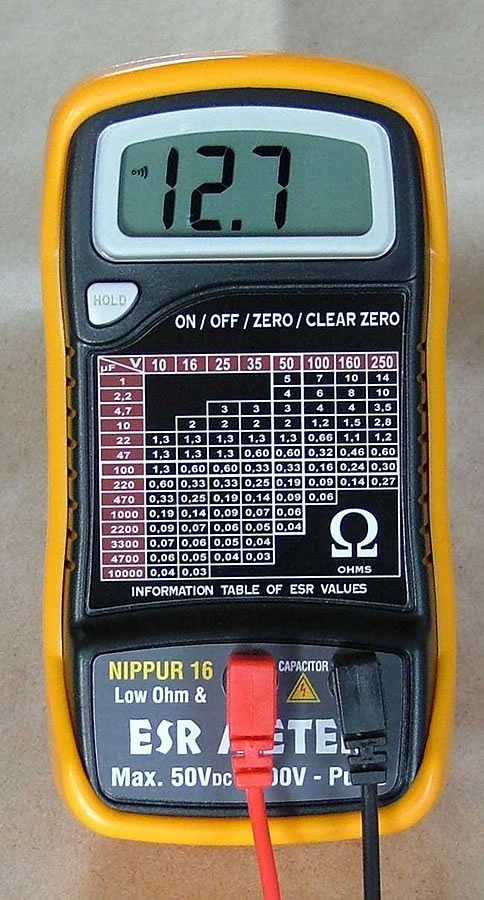 12.7
HOLD
ON / OFF / ZERO / CLEAR ZERO
µF V 10 16 25 35 50 100 160 250
1 5 7 10 14
2,2 4 6 8 10
4,7 3 3 3 4 4 3,5
10 2 2 2 2 1,2 1,5 2,8
22 1,3 1,3 1,3 1,3 1,3 0,66 1,1 1,2
47 1,3 1,3 1,3 0,60 0,60 0,32 0,46 0,60
100 1,3 0,60 0,60 0,33 0,33 0,16 0,24 0,30
220 0,60 0,33 0,33 0,25 0,19 0,09 0,14 0,27
470 0,33 0,25 0,19 0,14 0,09 0,06
1000 0,19 0,14 0,09 0,07 0,06
2200 0,09 0,07 0,06 0,05 0,04
3300 0,07 0,06 0,05 0,04
4700 0,06 0,05 0,04 0,03
10000 0,04 0,03
Ω
OHMS
INFORMATION TABLE OF ESR VALUES
NIPPUR 16 CAPACITOR
Low Ohm &
ESR METER
Max. 50VDC